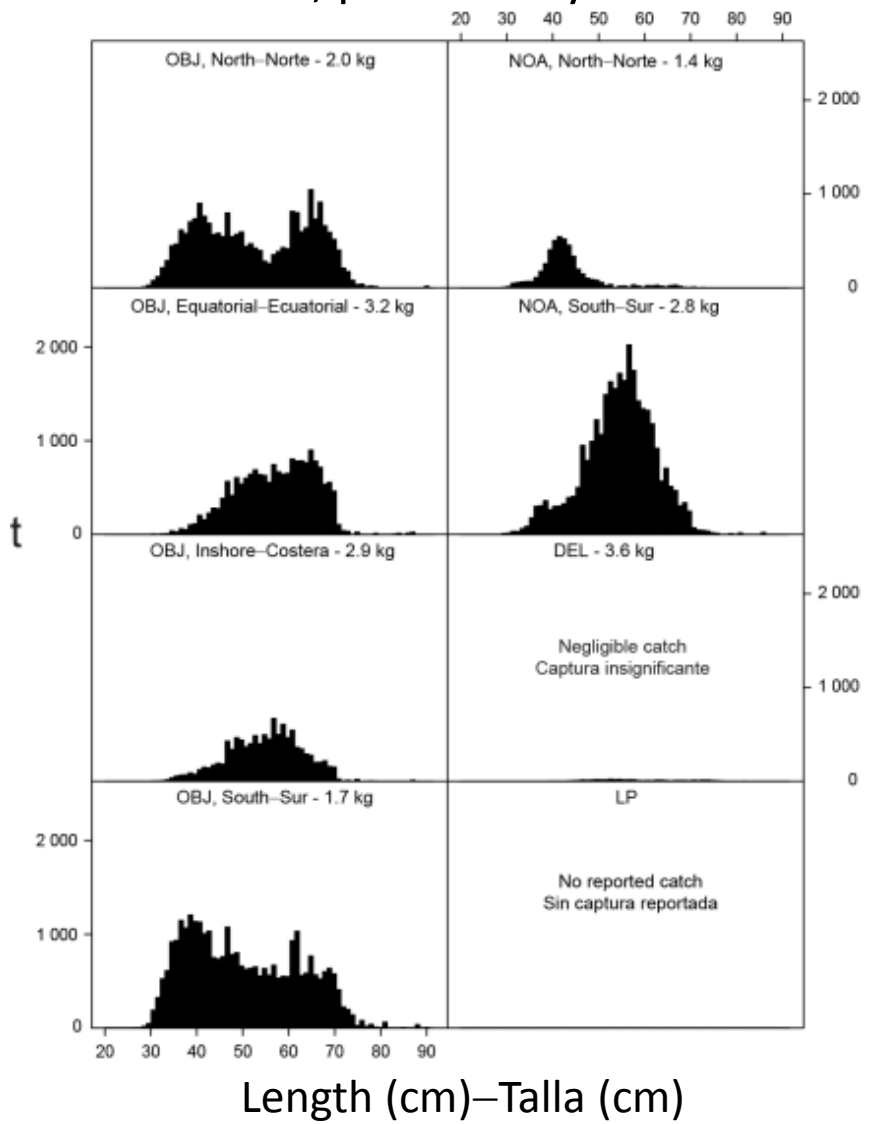 20 30 40 50 60 70 80 90
OBJ, North–Norte - 2.0 kg
NOA, North–Norte - 1.4 kg
2 000
1 000
0
OBJ, Equatorial–Ecuatorial - 3.2 kg
NOA, South–Sur - 2.8 kg
2 000
1 000
0
t
OBJ, Inshore–Costera - 2.9 kg
DEL - 3.6 kg
Negligible catch
Captura insignificante
2 000
1 000
0
OBJ, South–Sur - 1.7 kg
LP
No reported catch
Sin captura reportada
2 000
1 000
0
20 30 40 50 60 70 80 90
Length (cm)–Talla (cm)